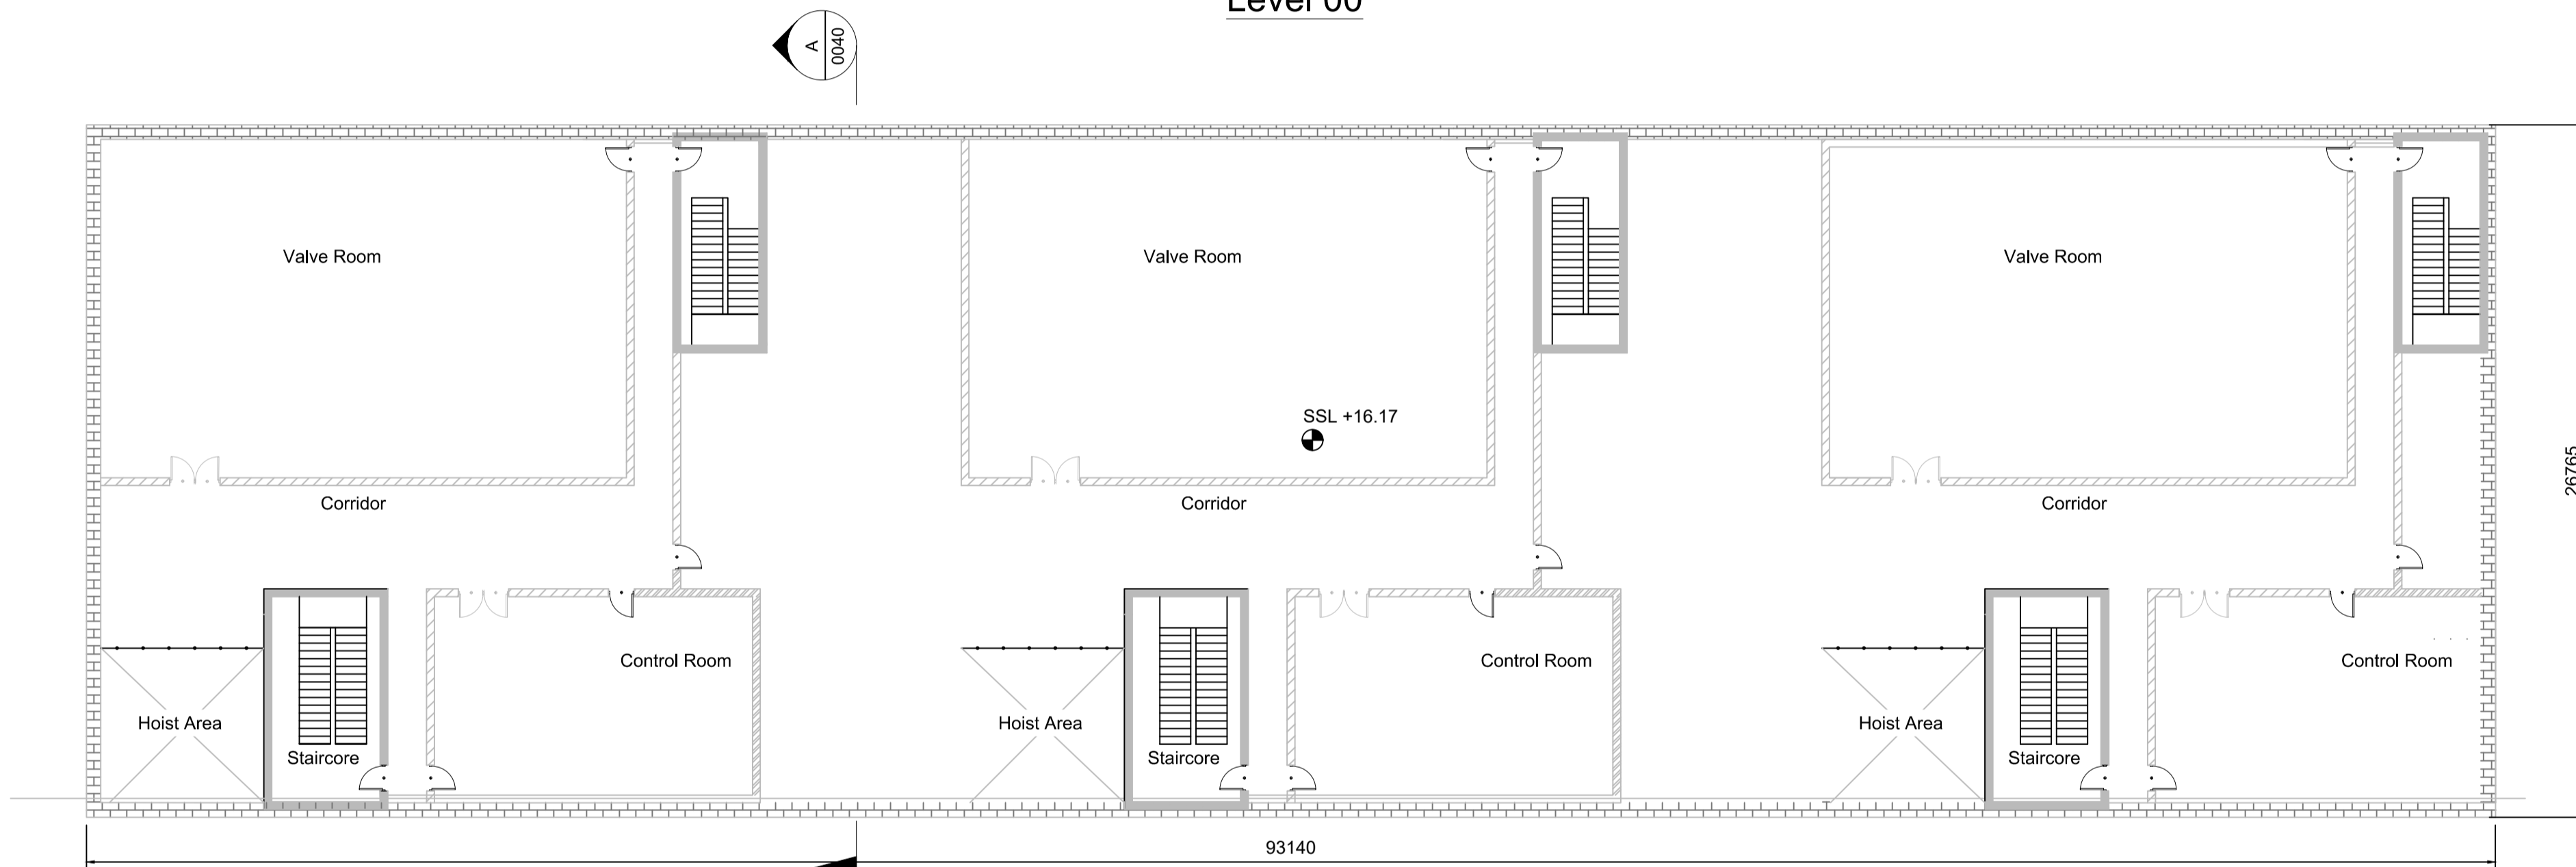 Level 00
A
0040
Valve Room
Valve Room
Valve Room
SSL +16.17
26765
Corridor
Corridor
Corridor
Control Room
Control Room
Control Room
Hoist Area
Hoist Area
Hoist Area
Staircore
Staircore
Staircore
93140